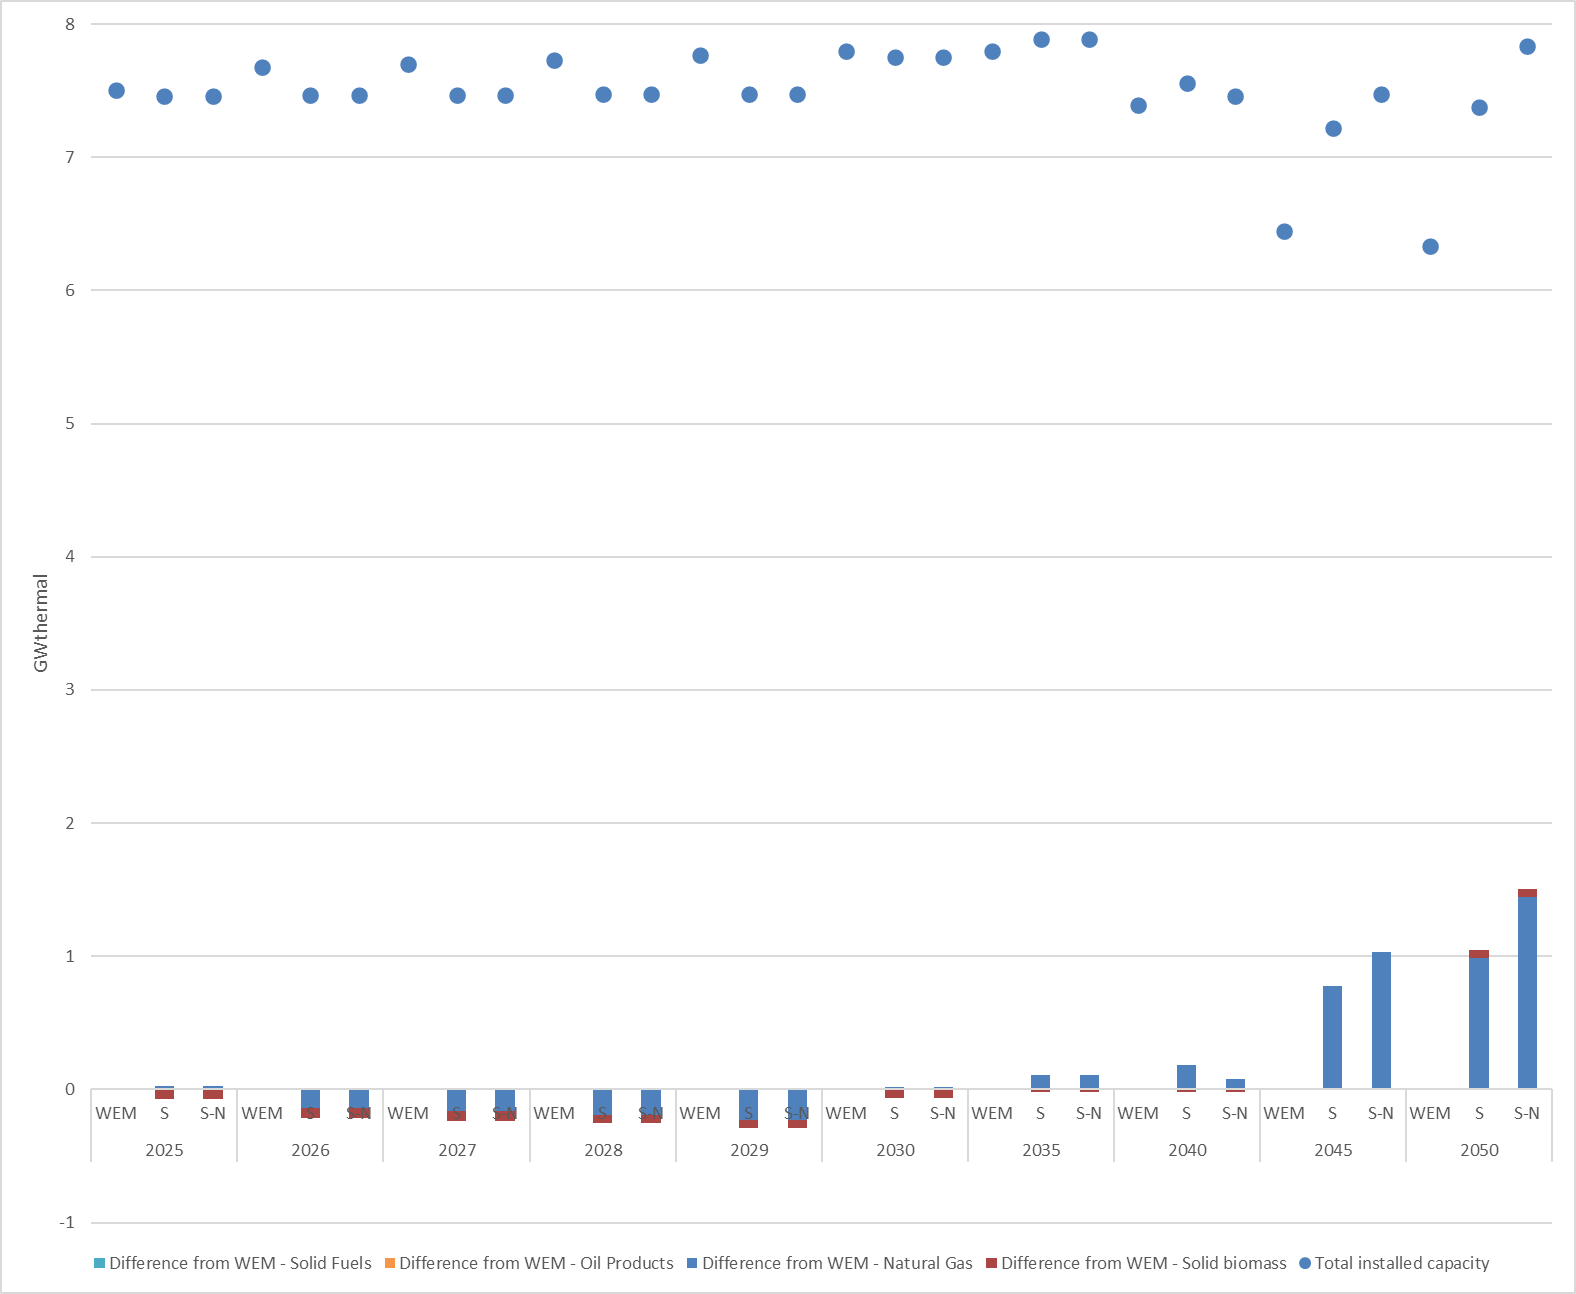 8
7
6
5
4
3
2
1
0
-1
GWthermal
WEM S S-N WEM S S-N WEM S S-N WEM S S-N WEM S S-N WEM S S-N WEM S S-N WEM S S-N WEM S S-N WEM S S-N
2025 2026 2027 2028 2029 2030 2035 2040 2045 2050
Difference from WEM - Solid Fuels Difference from WEM - Oil Products Difference from WEM - Natural Gas Difference from WEM - Solid biomass Total installed capacity